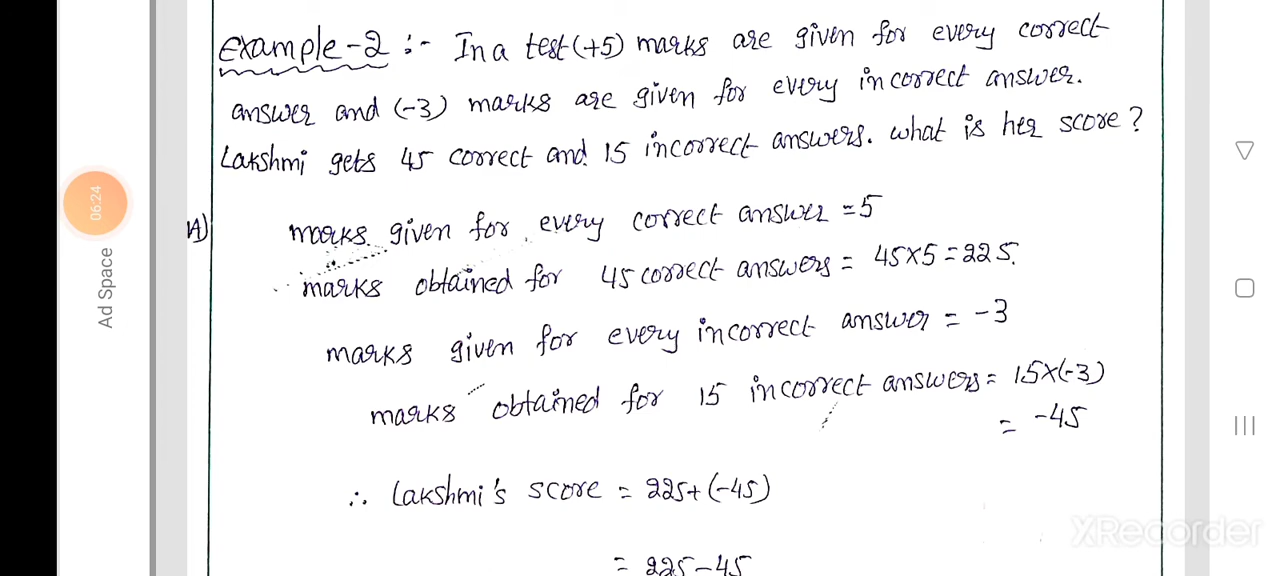 Example-2 :- In a test (+5) marks are given for every correct
answer and (-3) marks are given for every incorrect answer.
Lakshmi gets 45 correct and 15 incorrect answers. what is her score?
A) marks given for every correct answer = 5
marks obtained for 45 correct answers = 45×5=225.
marks given for every incorrect answer = -3
marks obtained for 15 incorrect answers = 15×(-3)
= -45
∴ Lakshmi's score = 225+(-45)
= 225-45
06:24
Ad Space
XRecorder